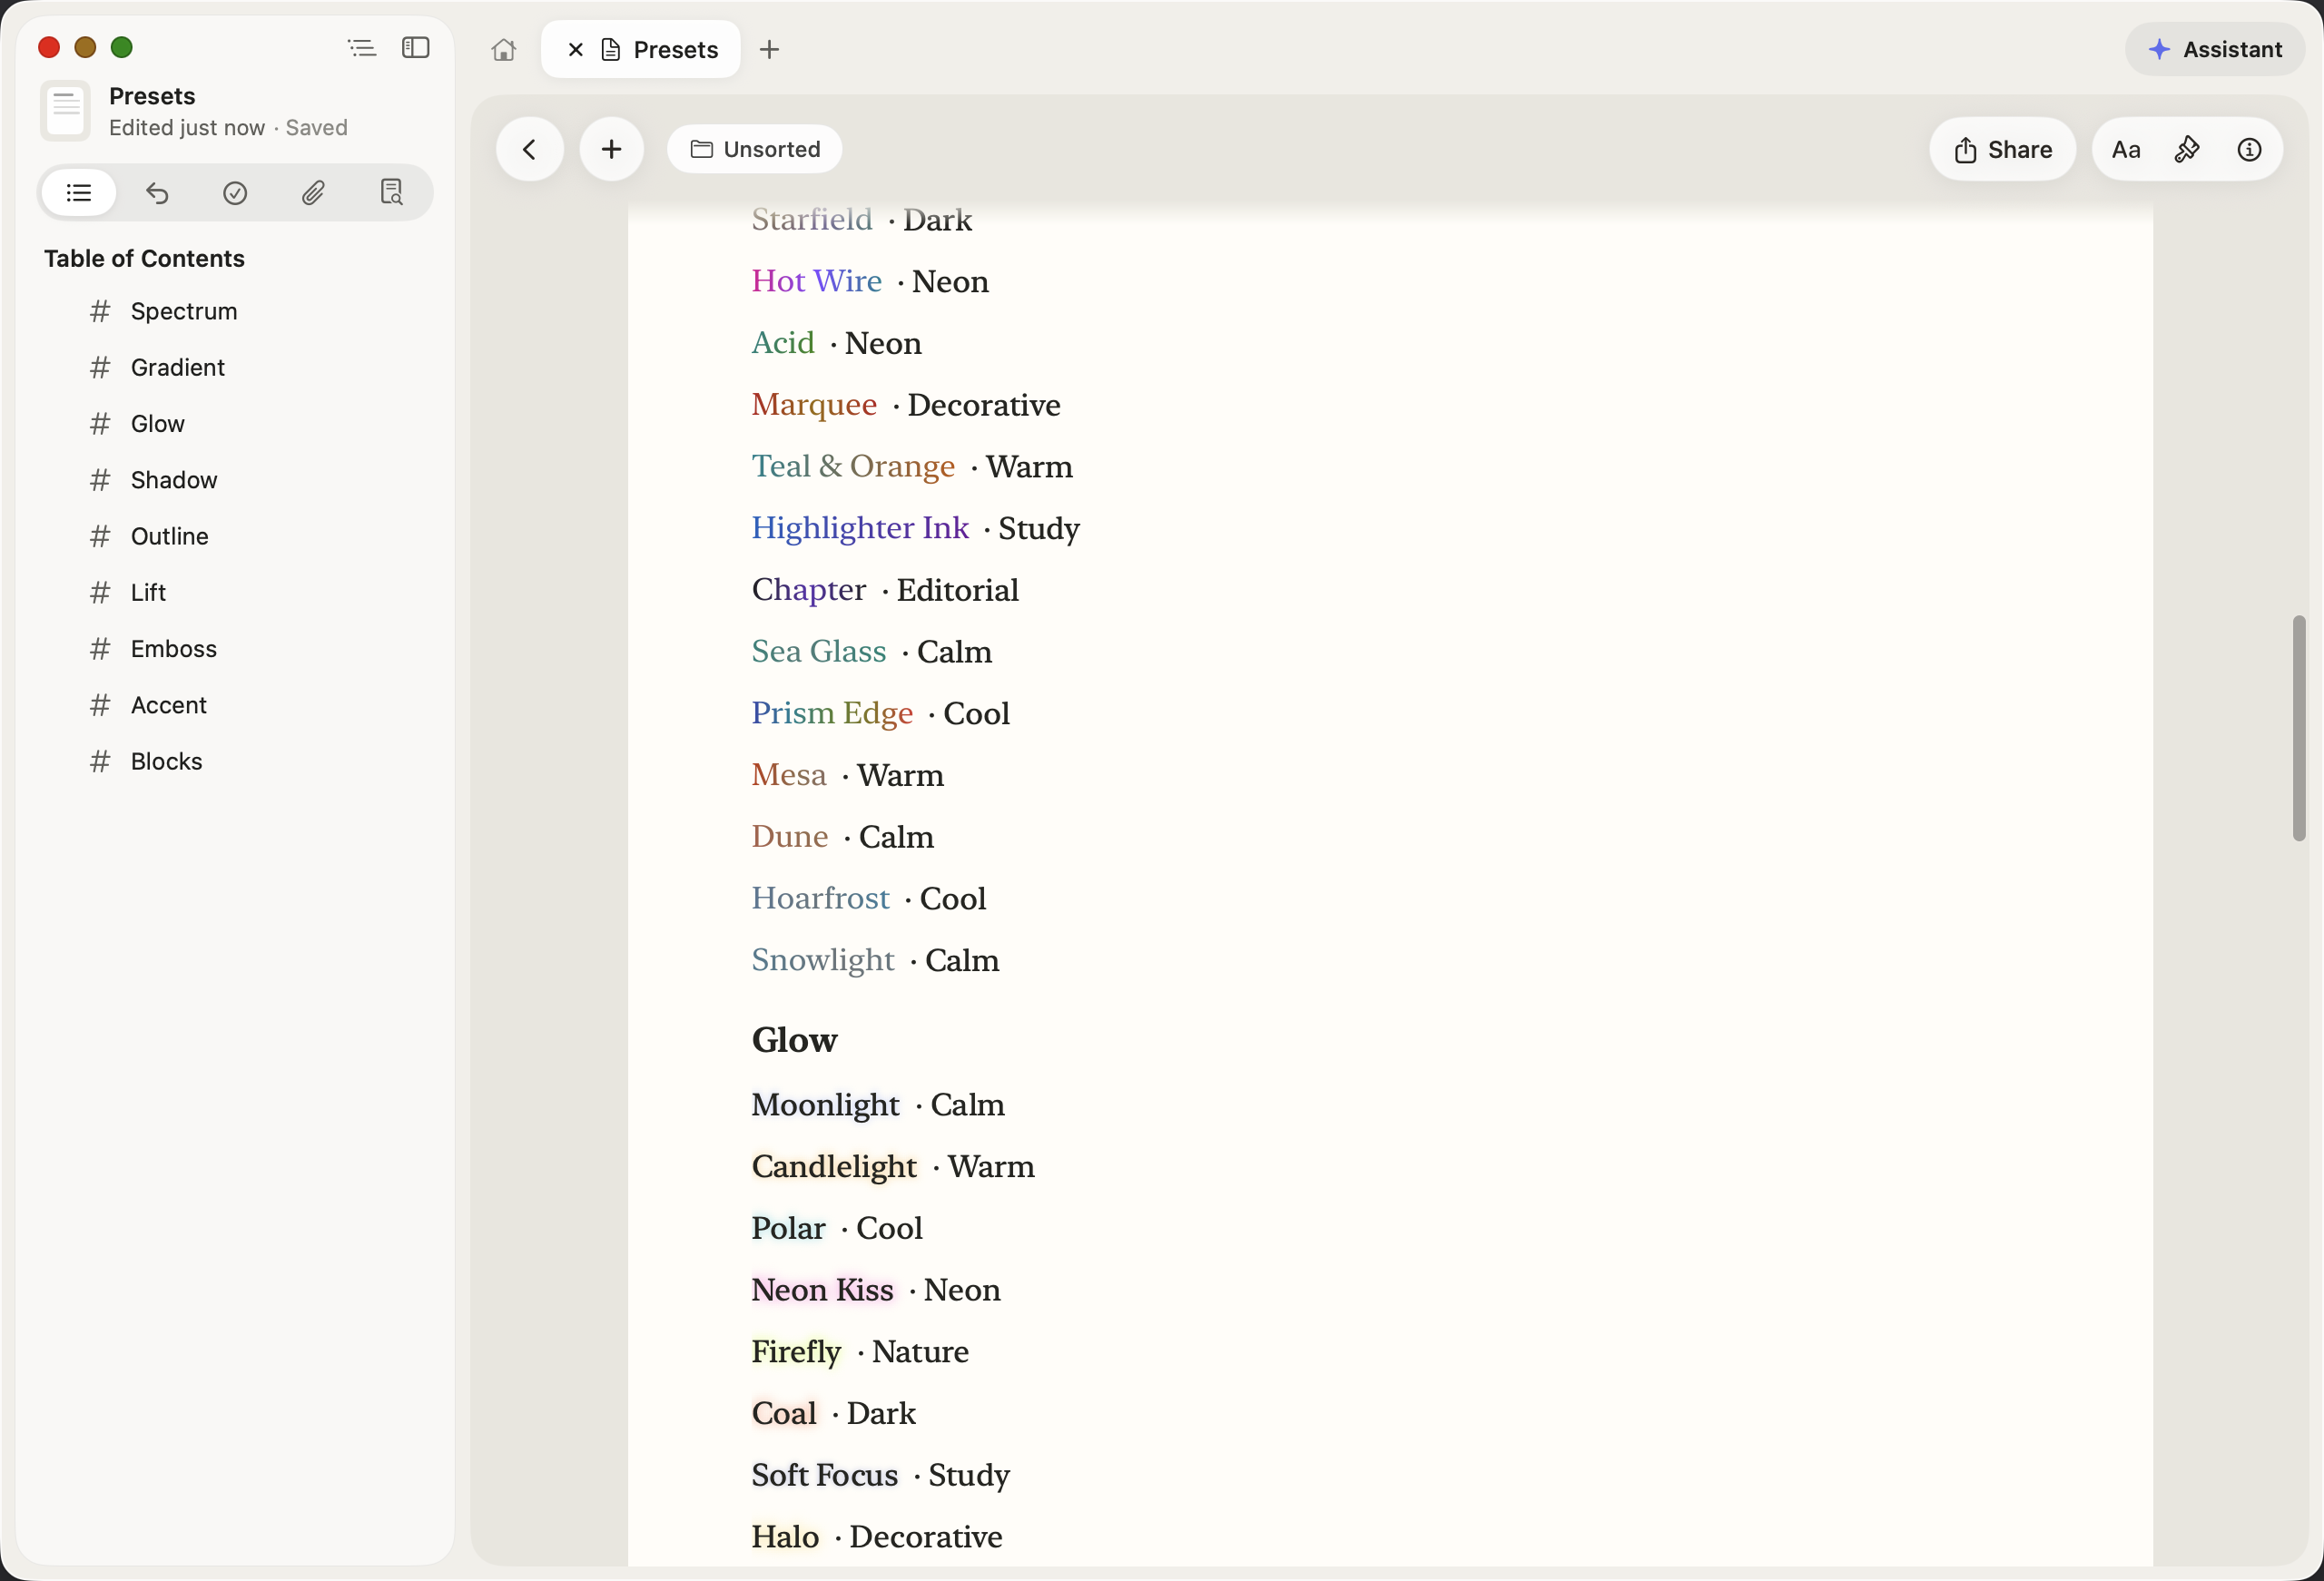 Presets
Edited just now · Saved
Table of Contents
# Spectrum
# Gradient
# Glow
# Shadow
# Outline
# Lift
# Emboss
# Accent
# Blocks
Presets
Assistant
Unsorted
Share
Aa
Starfield · Dark
Hot Wire · Neon
Acid · Neon
Marquee · Decorative
Teal & Orange · Warm
Highlighter Ink · Study
Chapter · Editorial
Sea Glass · Calm
Prism Edge · Cool
Mesa · Warm
Dune · Calm
Hoarfrost · Cool
Snowlight · Calm
Glow
Moonlight · Calm
Candlelight · Warm
Polar · Cool
Neon Kiss · Neon
Firefly · Nature
Coal · Dark
Soft Focus · Study
Halo · Decorative